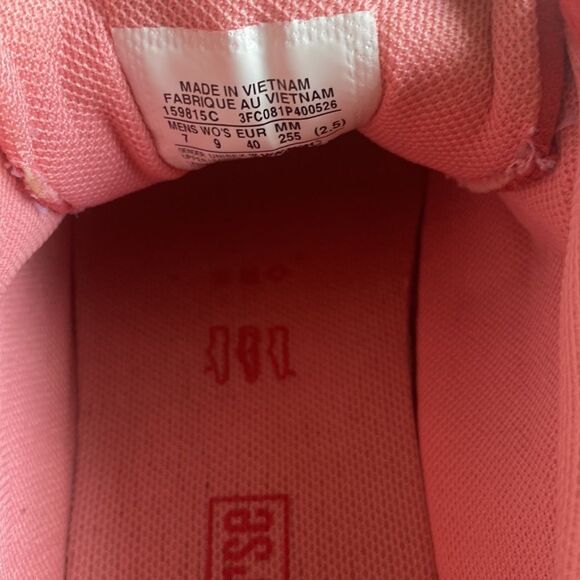 MADE IN VIETNAM
FABRIQUE AU VIETNAM
159815C 3FC081P400526
MENS WO'S EUR MM
7 9 40 255 (2.5)